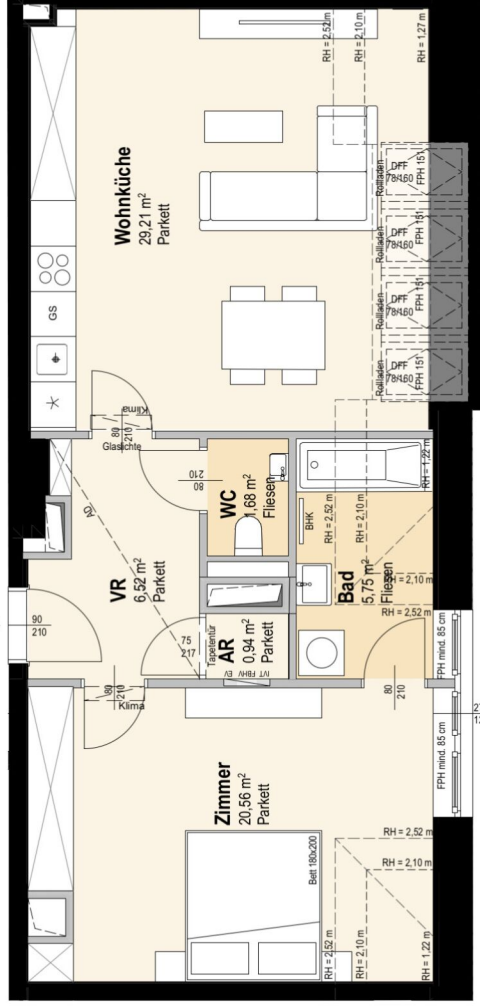 RH = 2,52 m
RH = 2,10 m
RH = 1,27 m
Wohnküche
29,21 m²
Parkett
Rollladen
DFF
78/160
FPH 151
Rollladen
DFF
78/160
FPH 151
Rollladen
DFF
78/160
FPH 151
Rollladen
DFF
78/160
FPH 151
GS
80
210
Klima
Glaslichte
80
210
WC
1,68 m²
Fliesen
AD
VR
6,52 m²
Parkett
BHK
RH = 2,52 m
RH = 2,10 m
RH = 1,22 m
Bad
5,75 m²
Fliesen
RH = 2,10 m
RH = 2,52 m
90
210
75
217
Tapetentür
AR
0,94 m²
Parkett
IVT FBHV EV
80
210
Klima
80
210
FPH mind. 85 cm
FPH mind. 85 cm
Zimmer
20,56 m²
Parkett
Bett 180x200
RH = 2,52 m
RH = 2,10 m
RH = 2,52 m
RH = 2,10 m
RH = 1,22 m